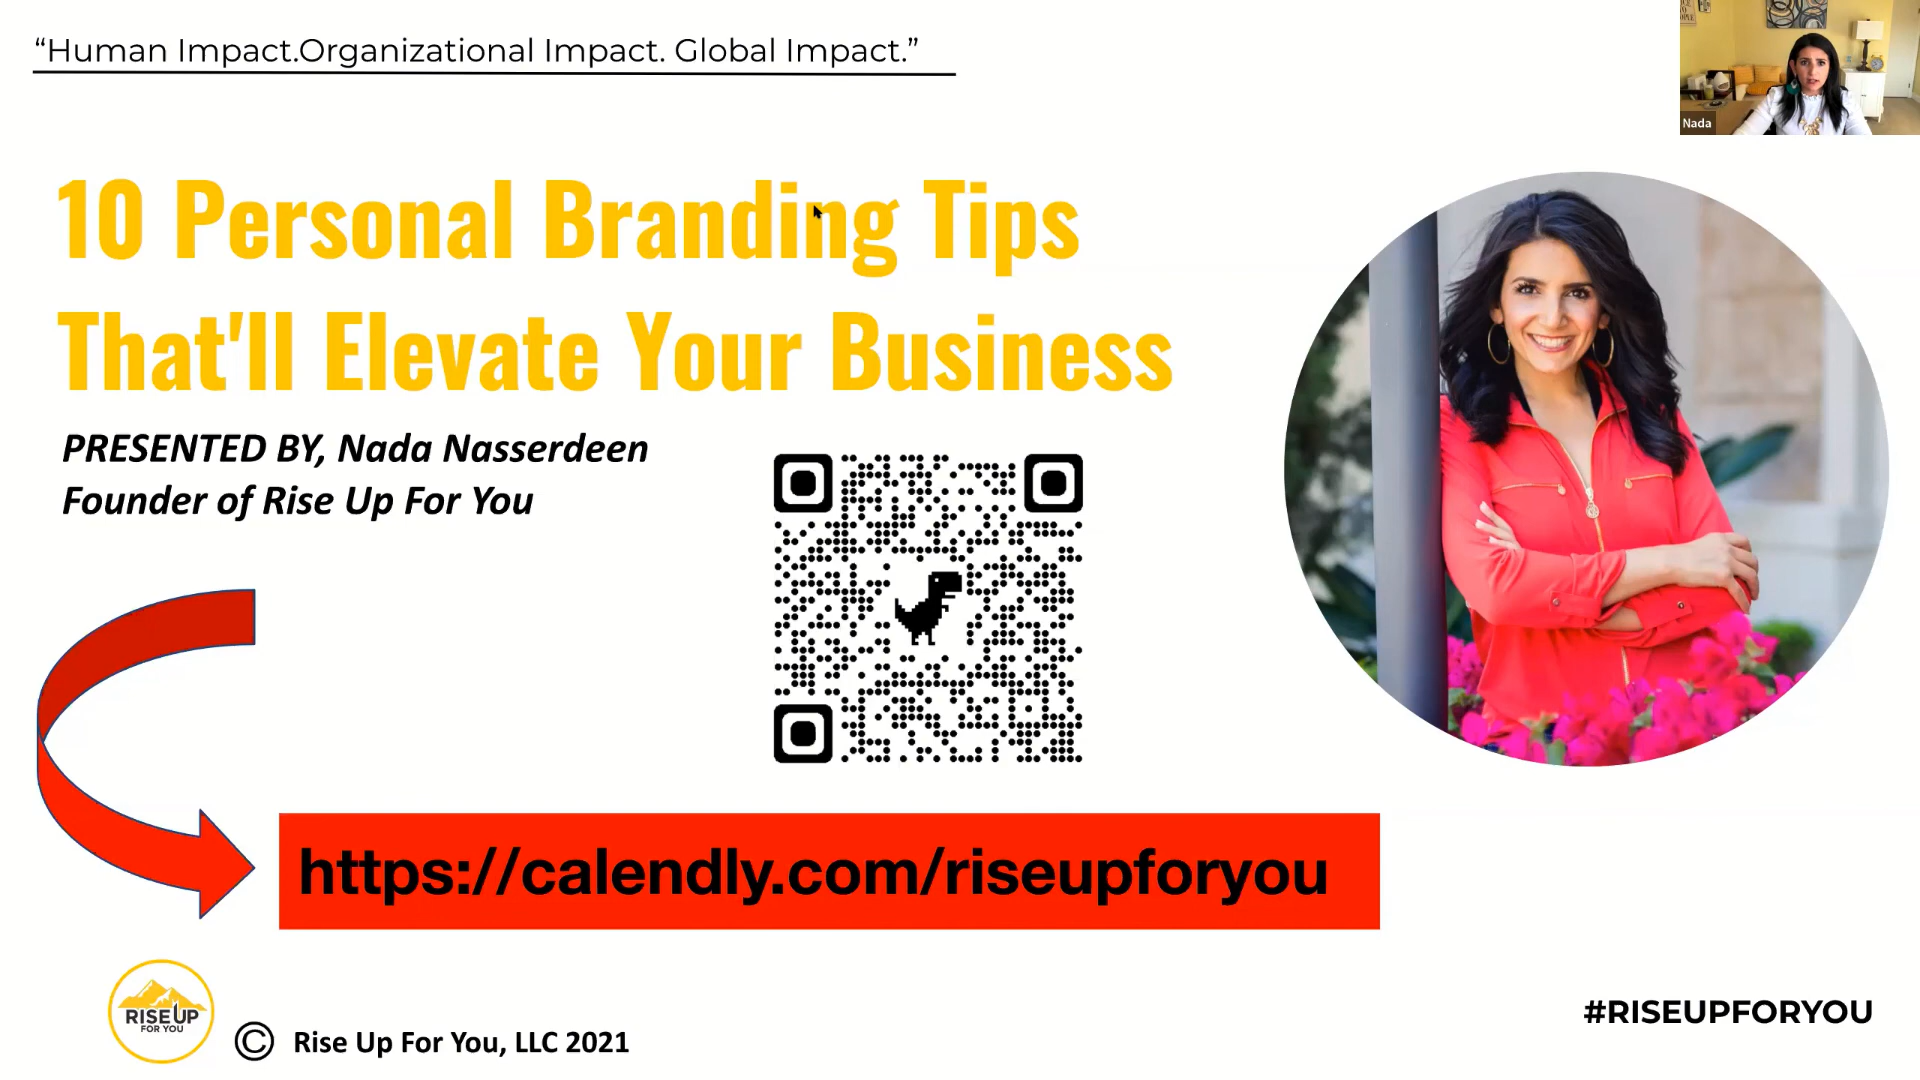 “Human Impact.Organizational Impact. Global Impact.”
Nada
10 Personal Branding Tips
That'll Elevate Your Business
PRESENTED BY, Nada Nasserdeen
Founder of Rise Up For You
https://calendly.com/riseupforyou
RISE UP
FOR YOU
© Rise Up For You, LLC 2021
#RISEUPFORYOU